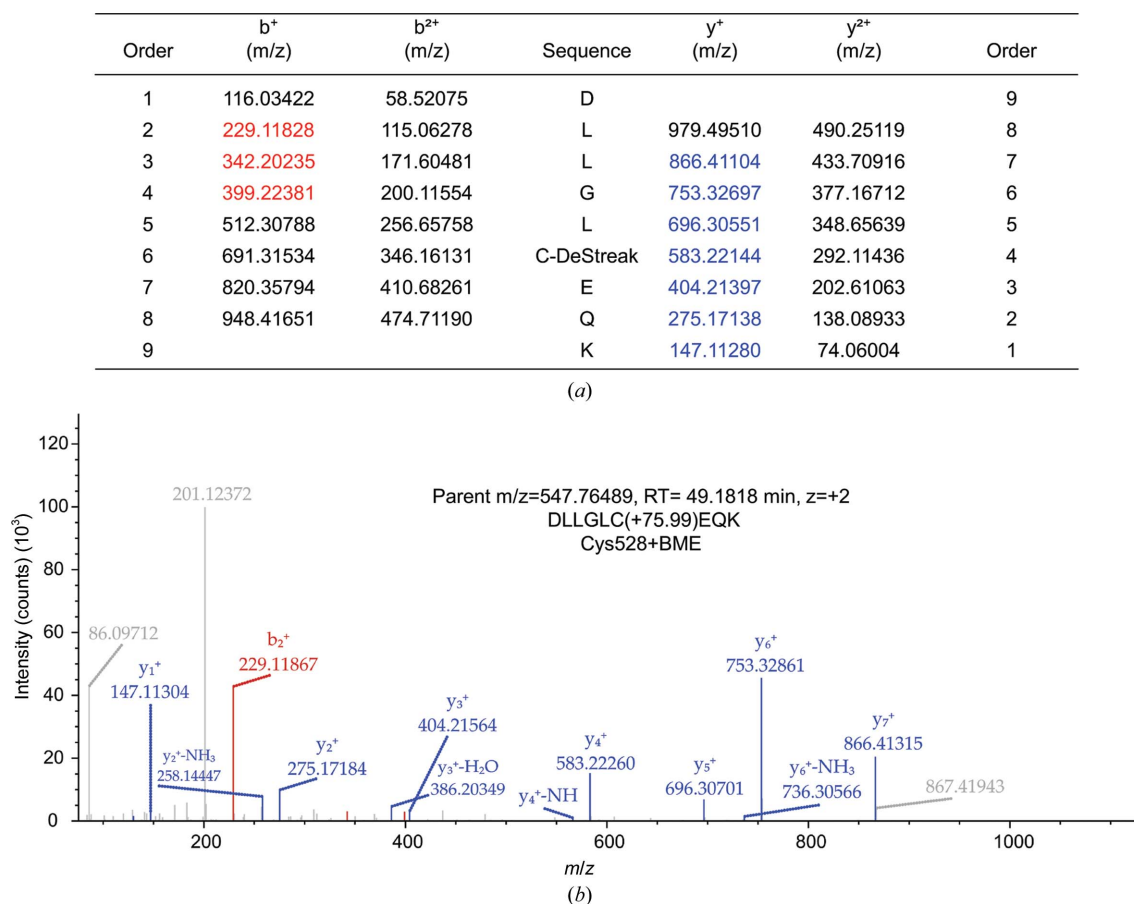 Order b⁺ (m/z) b²⁺ (m/z) Sequence y⁺ (m/z) y²⁺ (m/z) Order
1 116.03422 58.52075 D 9
2 229.11828 115.06278 L 979.49510 490.25119 8
3 342.20235 171.60481 L 866.41104 433.70916 7
4 399.22381 200.11554 G 753.32697 377.16712 6
5 512.30788 256.65758 L 696.30551 348.65639 5
6 691.31534 346.16131 C-DeStreak 583.22144 292.11436 4
7 820.35794 410.68261 E 404.21397 202.61063 3
8 948.41651 474.71190 Q 275.17138 138.08933 2
9 K 147.11280 74.06004 1
(a)
Intensity (counts) (10³)
120
100
80
60
40
20
0
201.12372
Parent m/z=547.76489, RT= 49.1818 min, z=+2
DLLGLC(+75.99)EQK
Cys528+BME
86.09712
y₁⁺
147.11304
b₂⁺
229.11867
y₂⁺-NH₃
258.14447
y₂⁺
275.17184
y₃⁺
404.21564
y₃⁺-H₂O
386.20349
y₄⁺-NH
y₄⁺
583.22260
y₅⁺
696.30701
y₆⁺
753.32861
y₆⁺-NH₃
736.30566
y₇⁺
866.41315
867.41943
200 400 600 800 1000
m/z
(b)